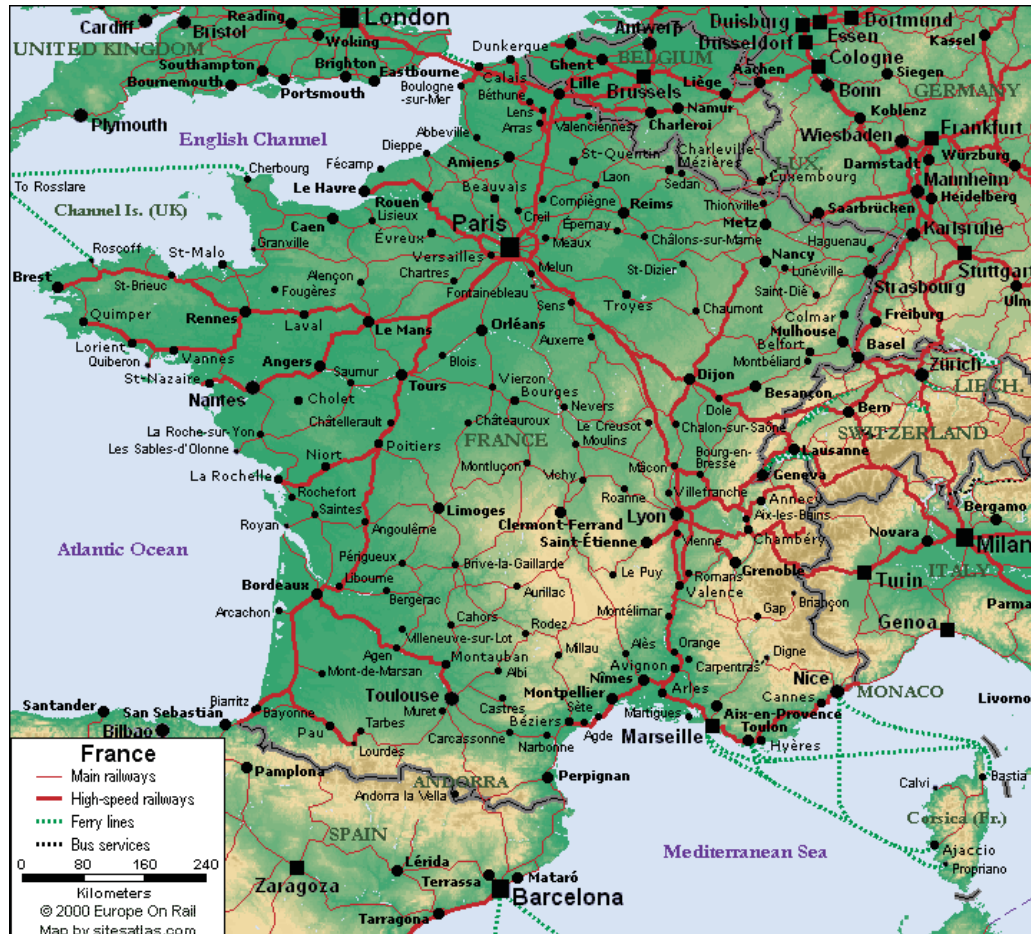 Cardiff
Bristol
Reading
London
Woking
UNITED KINGDOM
Southampton
Bournemouth
Brighton
Eastbourne
Portsmouth
Plymouth
English Channel
Dunkerque
Calais
Boulogne
-sur-Mer
Antwerp
Ghent
BELGIUM
Lille
Brussels
Liège
Béthune
Lens
Arras
Valenciennes
Namur
Charleroi
Duisburg
Düsseldorf
Dortmund
Essen
Cologne
Kassel
Aachen
Siegen
Bonn
GERMANY
Koblenz
Wiesbaden
Frankfurt
Darmstadt
Würzburg
Mannheim
Heidelberg
Saarbrücken
Karlsruhe
Stuttgart
Ulm
Abbeville
Dieppe
Fécamp
Amiens
St-Quentin
Charleville-
Mézières
Sedan
LUX.
Luxembourg
Cherbourg
Le Havre
Rouen
Beauvais
Laon
Compiègne
Creil
Reims
Thionville
Metz
To Rosslare
Channel Is. (UK)
Caen
Lisieux
Évreux
Paris
Épernay
Meaux
Châlons-sur-Marne
Haguenau
Roscoff
St-Malo
Granville
Versailles
Nancy
Lunéville
Strasbourg
Brest
St-Brieuc
Alençon
Fougères
Chartres
Melun
Fontainebleau
St-Dizier
Saint-Dié
Quimper
Rennes
Laval
Le Mans
Orléans
Sens
Troyes
Chaumont
Colmar
Freiburg
Mulhouse
Lorient
Quiberon
Vannes
Angers
Blois
Auxerre
Belfort
Basel
Montbéliard
St-Nazaire
Saumur
Tours
Vierzon
Dijon
Zürich
LIECH.
Nantes
Cholet
Bourges
Nevers
Besançon
Dole
Bern
Châtellerault
Châteauroux
Le Creusot
Chalon-sur-Saône
SWITZERLAND
La Roche-sur-Yon
Les Sables-d'Olonne
Poitiers
FRANCE
Moulins
Bourg-en-
Bresse
Lausanne
Niort
Montluçon
Vichy
Mâcon
Geneva
La Rochelle
Rochefort
Roanne
Villefranche
Annecy
Saintes
Royan
Angoulême
Limoges
Clermont-Ferrand
Lyon
Aix-les-Bains
Bergamo
Atlantic Ocean
Saint-Étienne
Vienne
Chambéry
Novara
Milan
Périgueux
Brive-la-Gaillarde
Le Puy
Grenoble
Turin
ITALY
Bordeaux
Libourne
Bergerac
Aurillac
Romans
Valence
Briançon
Parma
Arcachon
Cahors
Montélimar
Gap
Genoa
Villeneuve-sur-Lot
Rodez
Agen
Millau
Alès
Orange
Digne
Mont-de-Marsan
Montauban
Albi
Avignon
Carpentras
Nîmes
Nice
MONACO
Santander
San Sebastián
Biarritz
Bayonne
Toulouse
Montpellier
Arles
Cannes
Livorno
Bilbao
Muret
Castres
Sète
Martigues
Aix-en-Provence
Pau
Tarbes
Béziers
Agde
Marseille
Toulon
Lourdes
Carcassonne
Narbonne
Hyères
Pamplona
ANDORRA
Andorra la Vella
Perpignan
Calvi
Bastia
SPAIN
Corsica (Fr.)
Mediterranean Sea
Ajaccio
Propriano
Zaragoza
Lérida
Terrassa
Mataró
Barcelona
Tarragona
France
Main railways
High-speed railways
Ferry lines
Bus services
0 80 160 240
Kilometers
© 2000 Europe On Rail
Map by sitesatlas.com